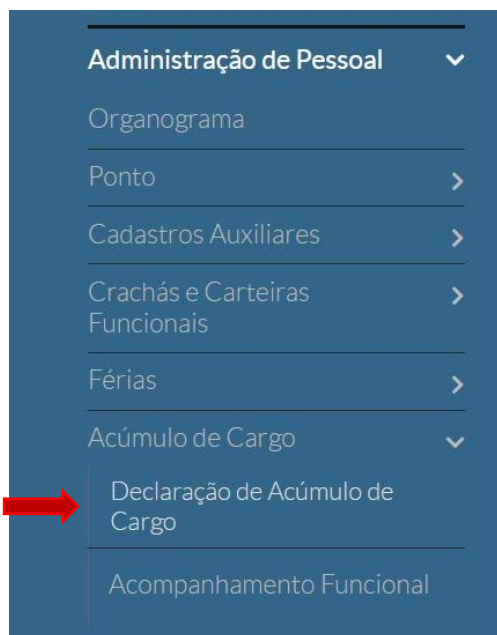 Administração de Pessoal
Organograma
Ponto
Cadastros Auxiliares
Crachás e Carteiras
Funcionais
Férias
Acúmulo de Cargo
Declaração de Acúmulo de
Cargo
Acompanhamento Funcional